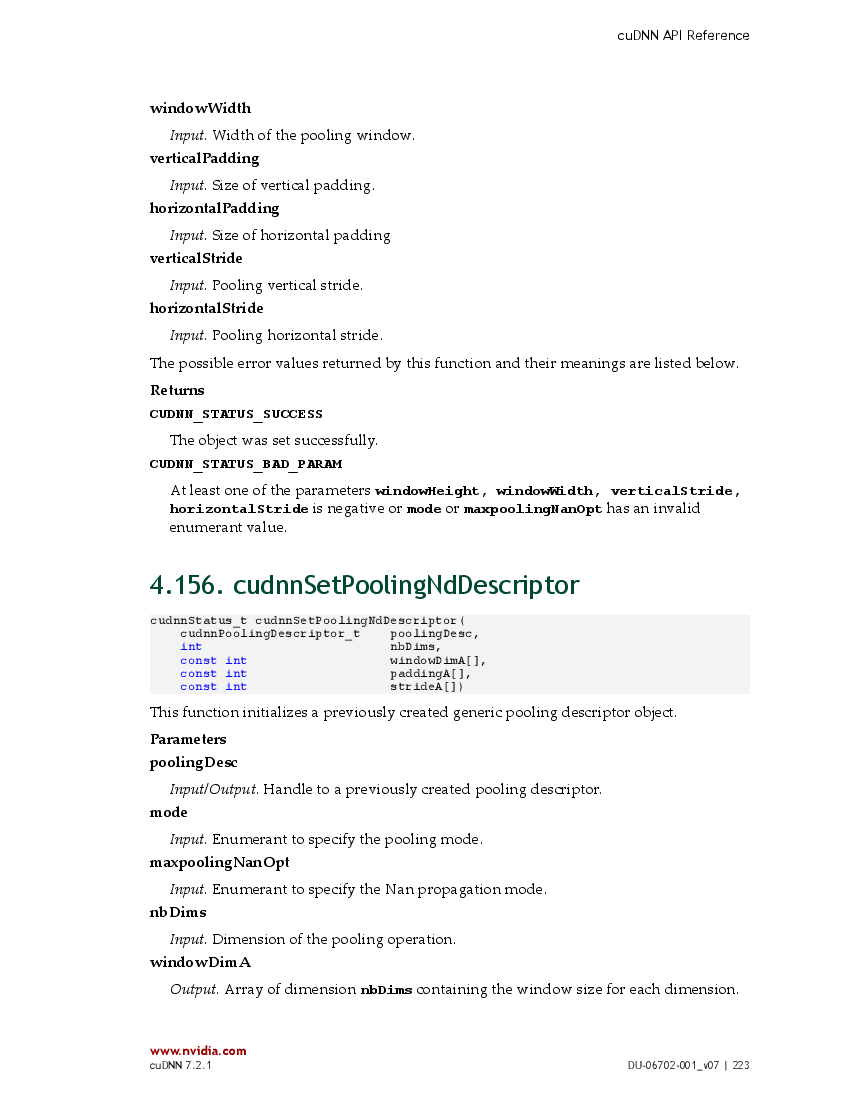 cuDNN API Reference
windowWidth
Input. Width of the pooling window.
verticalPadding
Input. Size of vertical padding.
horizontalPadding
Input. Size of horizontal padding
verticalStride
Input. Pooling vertical stride.
horizontalStride
Input. Pooling horizontal stride.
The possible error values returned by this function and their meanings are listed below.
Returns
CUDNN_STATUS_SUCCESS
The object was set successfully.
CUDNN_STATUS_BAD_PARAM
At least one of the parameters windowHeight, windowWidth, verticalStride,
horizontalStride is negative or mode or maxpoolingNanOpt has an invalid
enumerant value.
4.156. cudnnSetPoolingNdDescriptor
cudnnStatus_t cudnnSetPoolingNdDescriptor(
cudnnPoolingDescriptor_t poolingDesc,
int nbDims,
const int windowDimA[],
const int paddingA[],
const int strideA[])
This function initializes a previously created generic pooling descriptor object.
Parameters
poolingDesc
Input/Output. Handle to a previously created pooling descriptor.
mode
Input. Enumerant to specify the pooling mode.
maxpoolingNanOpt
Input. Enumerant to specify the Nan propagation mode.
nbDims
Input. Dimension of the pooling operation.
windowDimA
Output. Array of dimension nbDims containing the window size for each dimension.
www.nvidia.com
cuDNN 7.2.1 DU-06702-001_v07 | 223